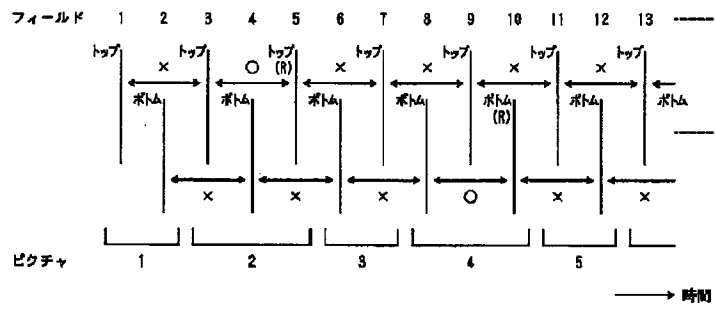 フィールド 1 2 3 4 5 6 7 8 9 10 11 12 13
トップ トップ トップ トップ トップ トップ トップ
× ○ (R) × × × ×
ボトム ボトム ボトム ボトム ボトム ボトム ボトム
(R)
× × × ○ × ×
ピクチャ 1 2 3 4 5
時間